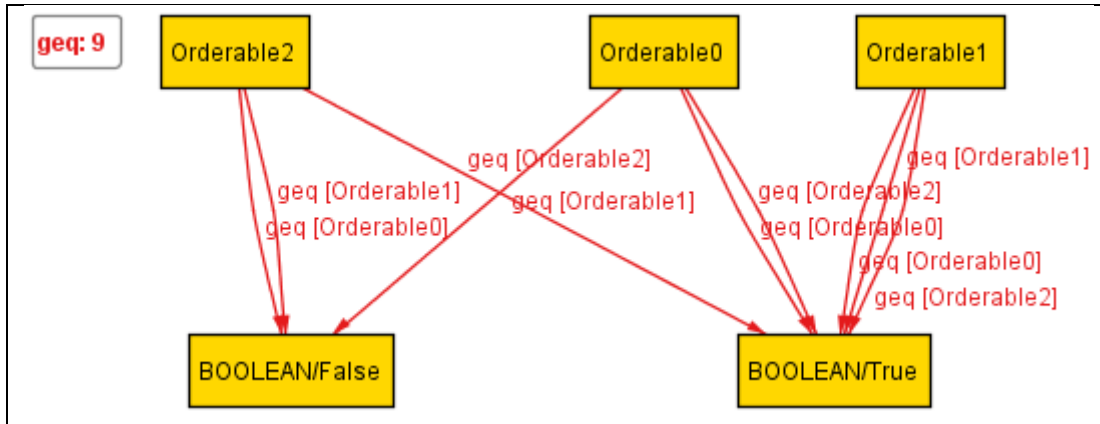 geq: 9
Orderable2
Orderable0
Orderable1
geq [Orderable2]
geq [Orderable1]
geq [Orderable1]
geq [Orderable2]
geq [Orderable1]
geq [Orderable0]
geq [Orderable0]
geq [Orderable0]
geq [Orderable2]
BOOLEAN/False
BOOLEAN/True